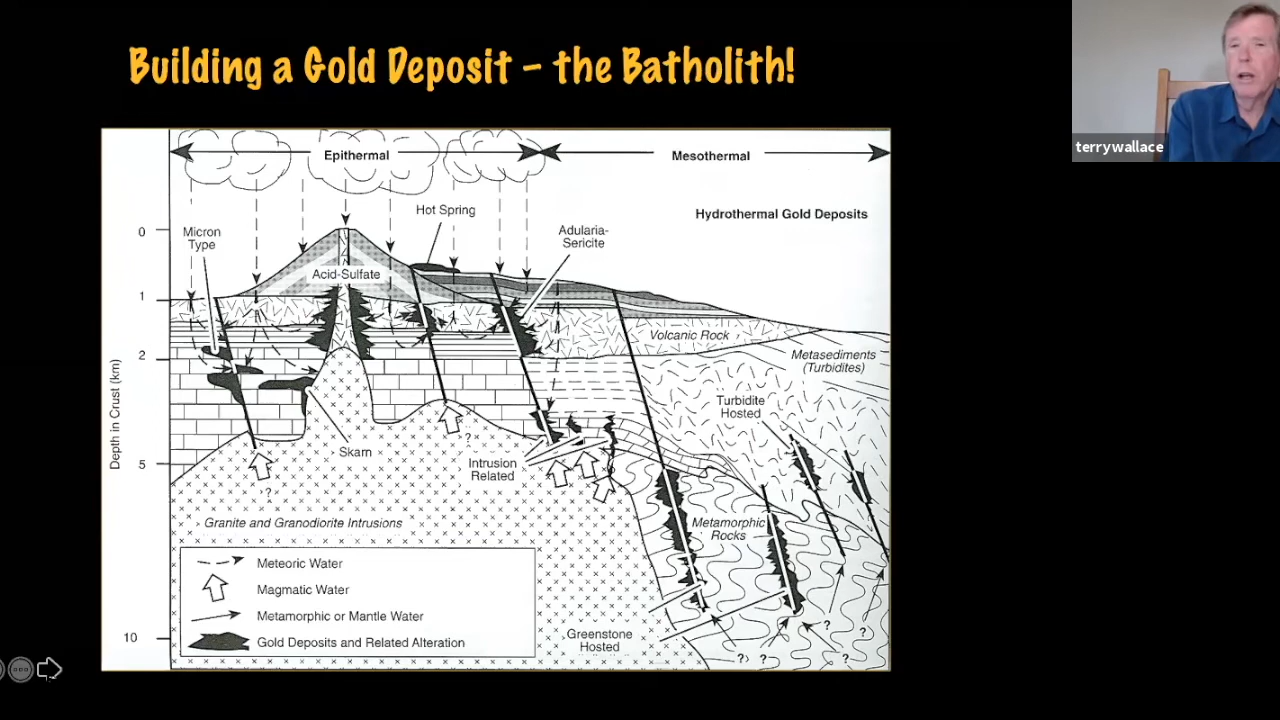 Building a Gold Deposit – the Batholith!
terrywallace
Epithermal
Mesothermal
Hydrothermal Gold Deposits
Hot Spring
Micron
Type
Adularia-
Sericite
Acid-Sulfate
Volcanic Rock
Metasediments
(Turbidites)
Turbidite
Hosted
Skarn
Intrusion
Related
?
?
Granite and Granodiorite Intrusions
Metamorphic
Rocks
Greenstone
Hosted
?
?
?
?
?
Depth in Crust (km)
0
1
2
5
10
Meteoric Water
Magmatic Water
Metamorphic or Mantle Water
Gold Deposits and Related Alteration